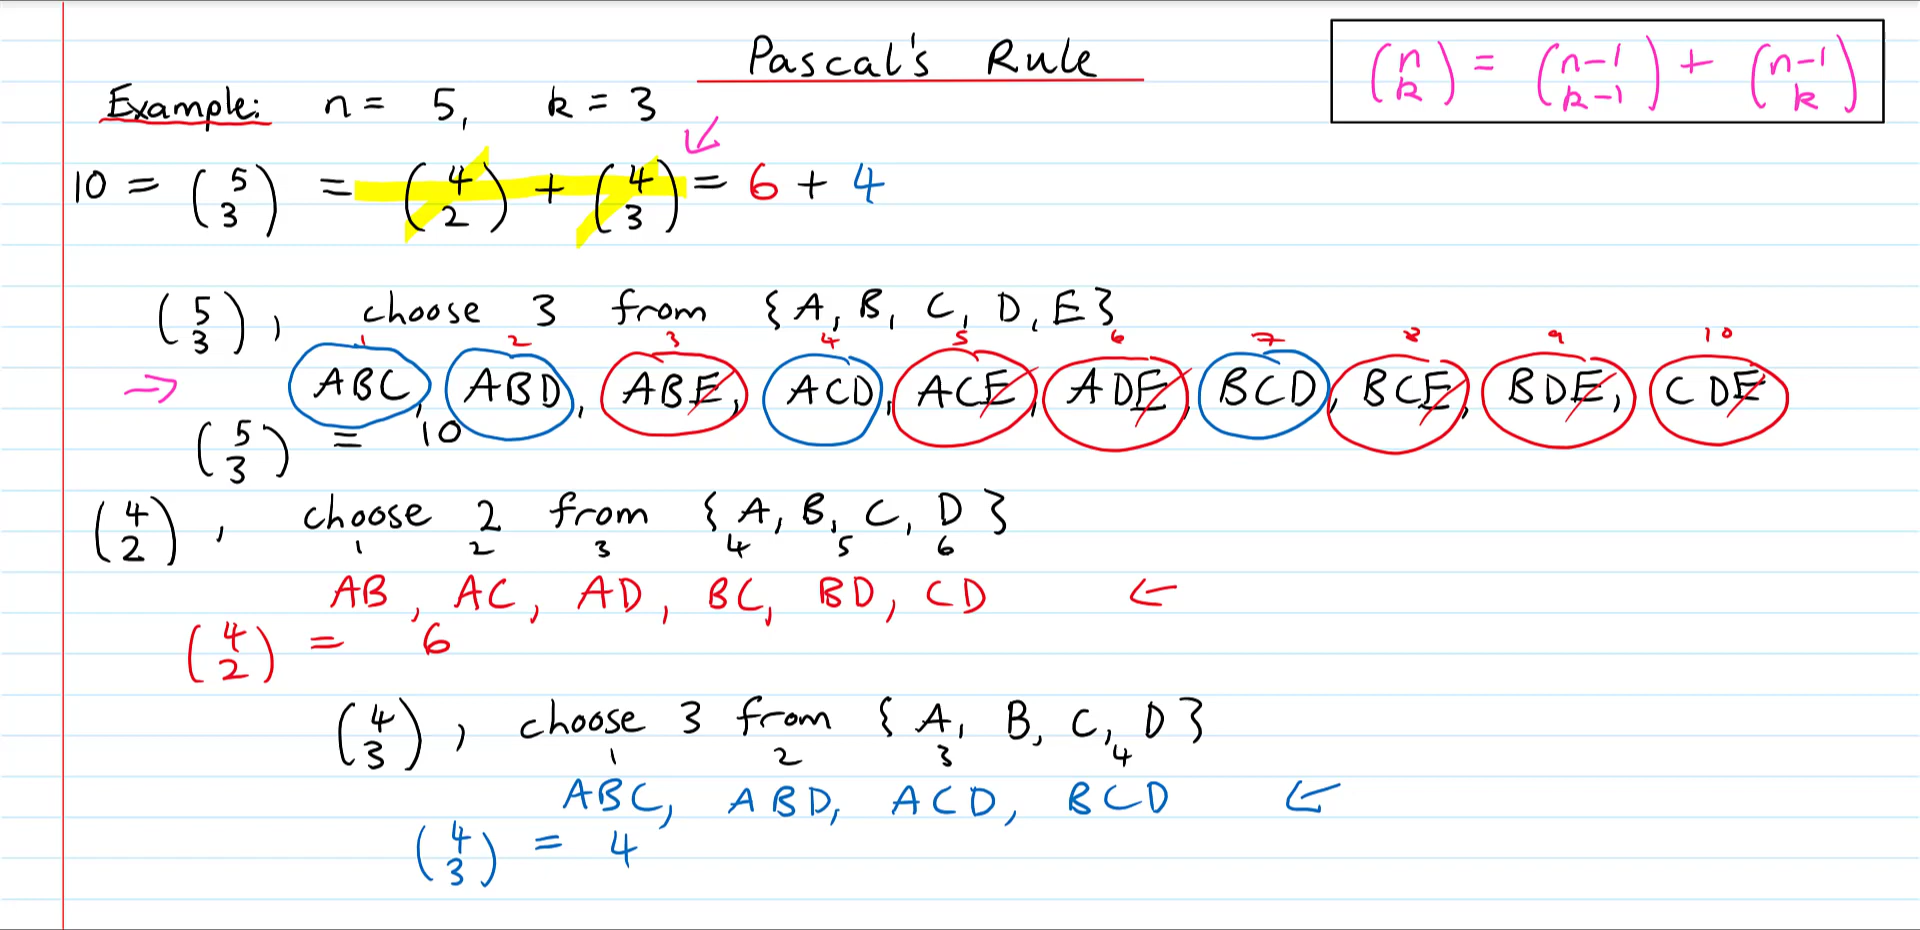 Pascal's Rule
(n k) = (n-1 k-1) + (n-1 k)
Example: n = 5, k = 3
10 = (5 3) = (4 2) + (4 3) = 6 + 4
(5 3), choose 3 from {A, B, C, D, E}
1 2 3 4 5 6 7 8 9 10
→ ABC, ABD, ABE, ACD, ACE, ADE, BCD, BCE, BDE, CDE
(5 3) = 10
(4 2), choose 2 from {A, B, C, D}
1 2 3 4 5 6
AB, AC, AD, BC, BD, CD ←
(4 2) = 6
(4 3), choose 3 from {A, B, C, D}
1 2 3 4
ABC, ABD, ACD, BCD ←
(4 3) = 4